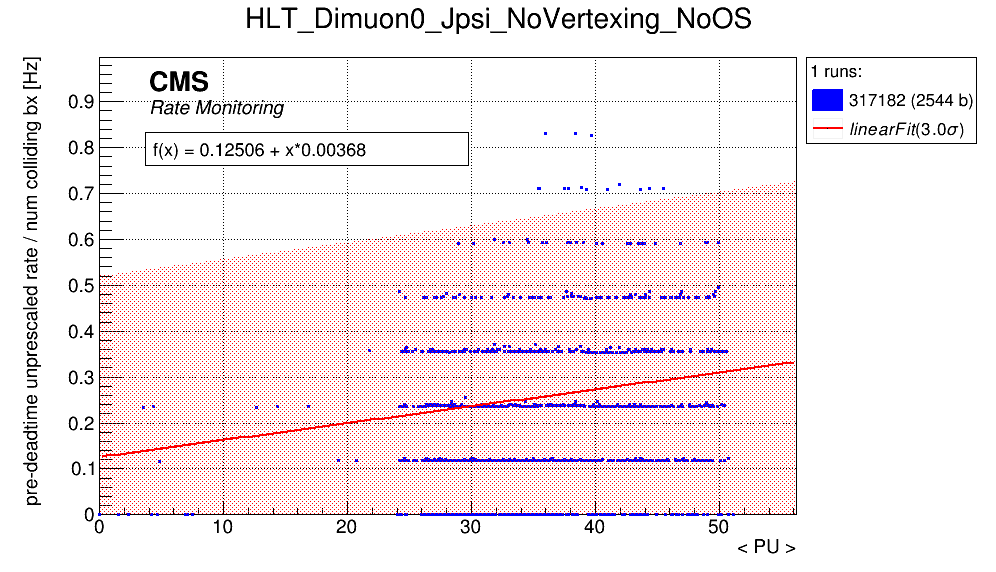 HLT_Dimuon0_Jpsi_NoVertexing_NoOS
pre-deadtime unprescaled rate / num colliding bx [Hz]
CMS
Rate Monitoring
f(x) = 0.12506 + x*0.00368
1 runs:
317182 (2544 b)
linearFit(3.0σ)
0.9
0.8
0.7
0.6
0.5
0.4
0.3
0.2
0.1
0
0 10 20 30 40 50
< PU >